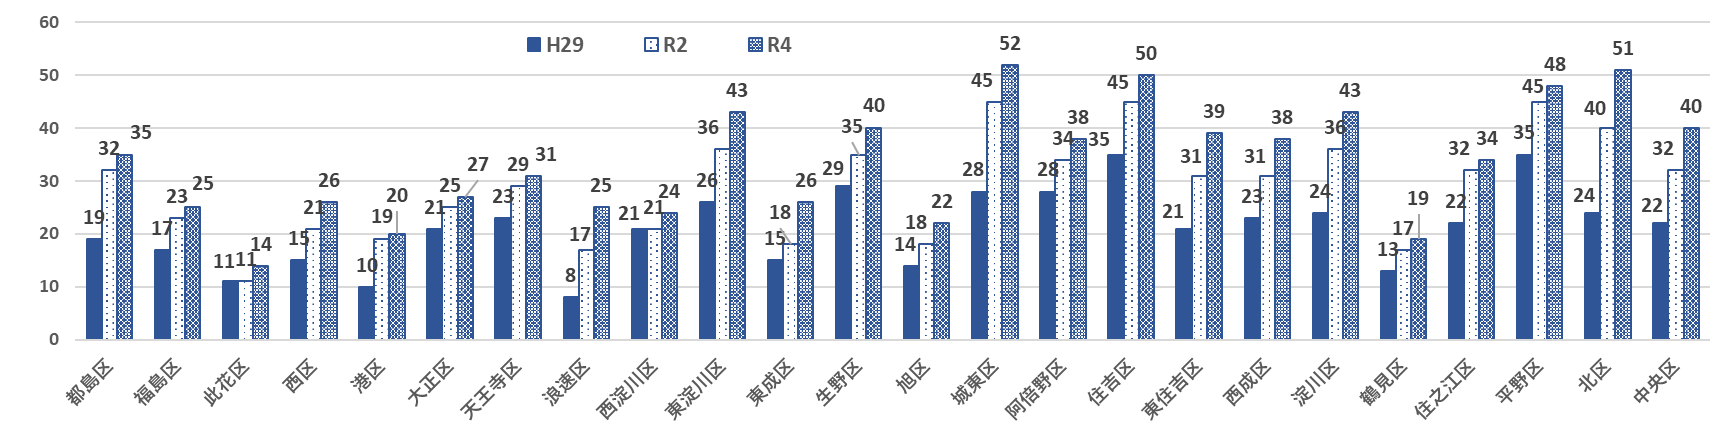 60
50
40
30
20
10
0
H29 R2 R4
19 32 35
17 23 25
11 11 14
15 21 26
10 19 20
21 25 27
23 29 31
8 17 25
21 21 24
26 36 43
15 18 26
29 35 40
14 18 22
28 45 52
28 34 38
35 45 50
21 31 39
23 31 38
24 36 43
13 17 19
22 32 34
35 45 48
24 40 51
22 32 40
都島区
福島区
此花区
西区
港区
大正区
天王寺区
浪速区
西淀川区
東淀川区
東成区
生野区
旭区
城東区
阿倍野区
住吉区
東住吉区
西成区
淀川区
鶴見区
住之江区
平野区
北区
中央区